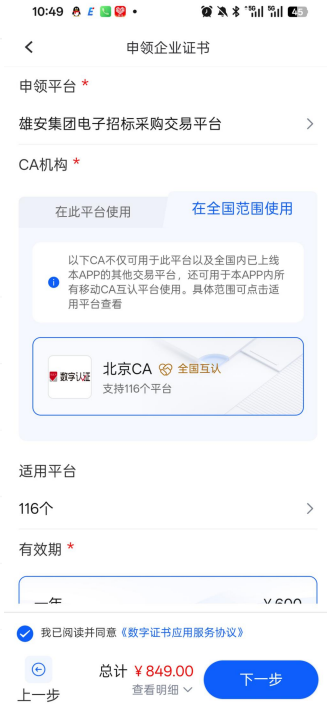 10:49
5G 5G 45
申领企业证书
申领平台 *
雄安集团电子招标采购交易平台
CA机构 *
在此平台使用
在全国范围使用
以下CA不仅可用于此平台以及全国内已上线
本APP的其他交易平台，还可用于本APP内所
有移动CA互认平台使用。具体范围可点击适
用平台查看
数字认证
北京CA 全国互认
支持116个平台
适用平台
116个
有效期 *
一年 ¥600
我已阅读并同意《数字证书应用服务协议》
总计 ¥849.00
查看明细
上一步
下一步